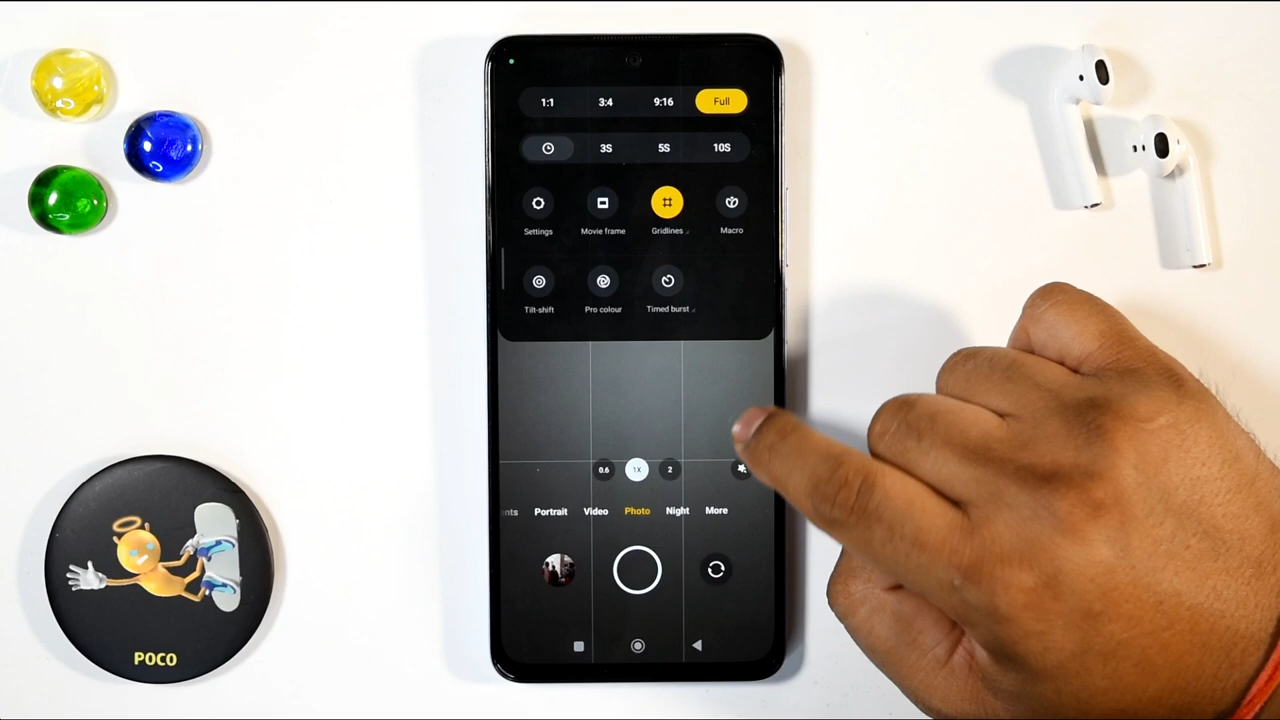 1:1 3:4 9:16 Full
3S 5S 10S
Settings Movie frame Gridlines Macro
Tilt-shift Pro colour Timed burst
0.6 1X 2
nts Portrait Video Photo Night More
POCO